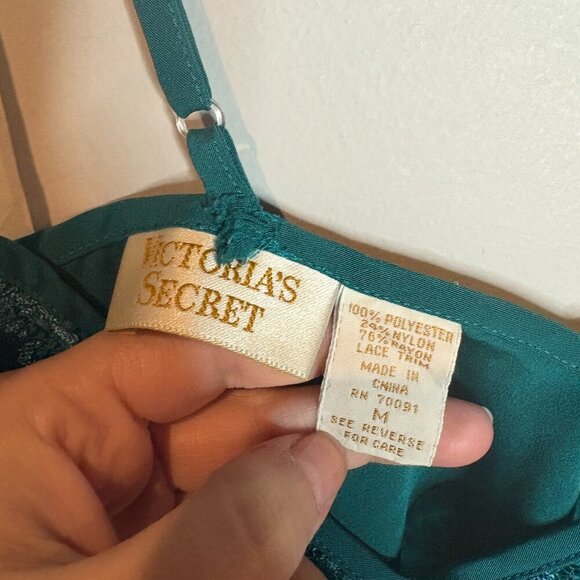 VICTORIA'S
SECRET
100% POLYESTER
24% NYLON
76% RAYON
LACE TRIM
MADE IN
CHINA
RN 70091
M
SEE REVERSE
FOR CARE